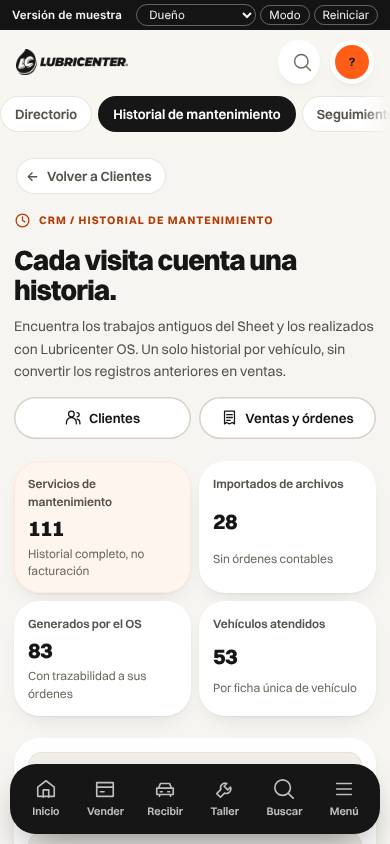 Versión de muestra
Dueño
Modo
Reiniciar
LC LUBRICENTER.
?
Directorio
Historial de mantenimiento
Seguimient
← Volver a Clientes
CRM / HISTORIAL DE MANTENIMIENTO
Cada visita cuenta una
historia.
Encuentra los trabajos antiguos del Sheet y los realizados
con Lubricenter OS. Un solo historial por vehículo, sin
convertir los registros anteriores en ventas.
Clientes
Ventas y órdenes
Servicios de
mantenimiento
111
Historial completo, no
facturación
Importados de archivos
28
Sin órdenes contables
Generados por el OS
83
Con trazabilidad a sus
órdenes
Vehículos atendidos
53
Por ficha única de vehículo
Inicio
Vender
Recibir
Taller
Buscar
Menú